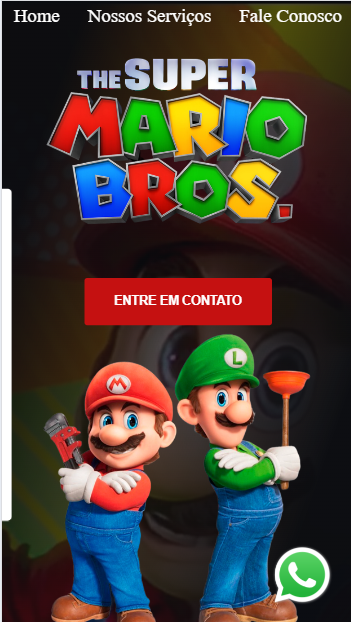 Home Nossos Serviços Fale Conosco
THE SUPER
MARIO
BROS.
ENTRE EM CONTATO
M
L